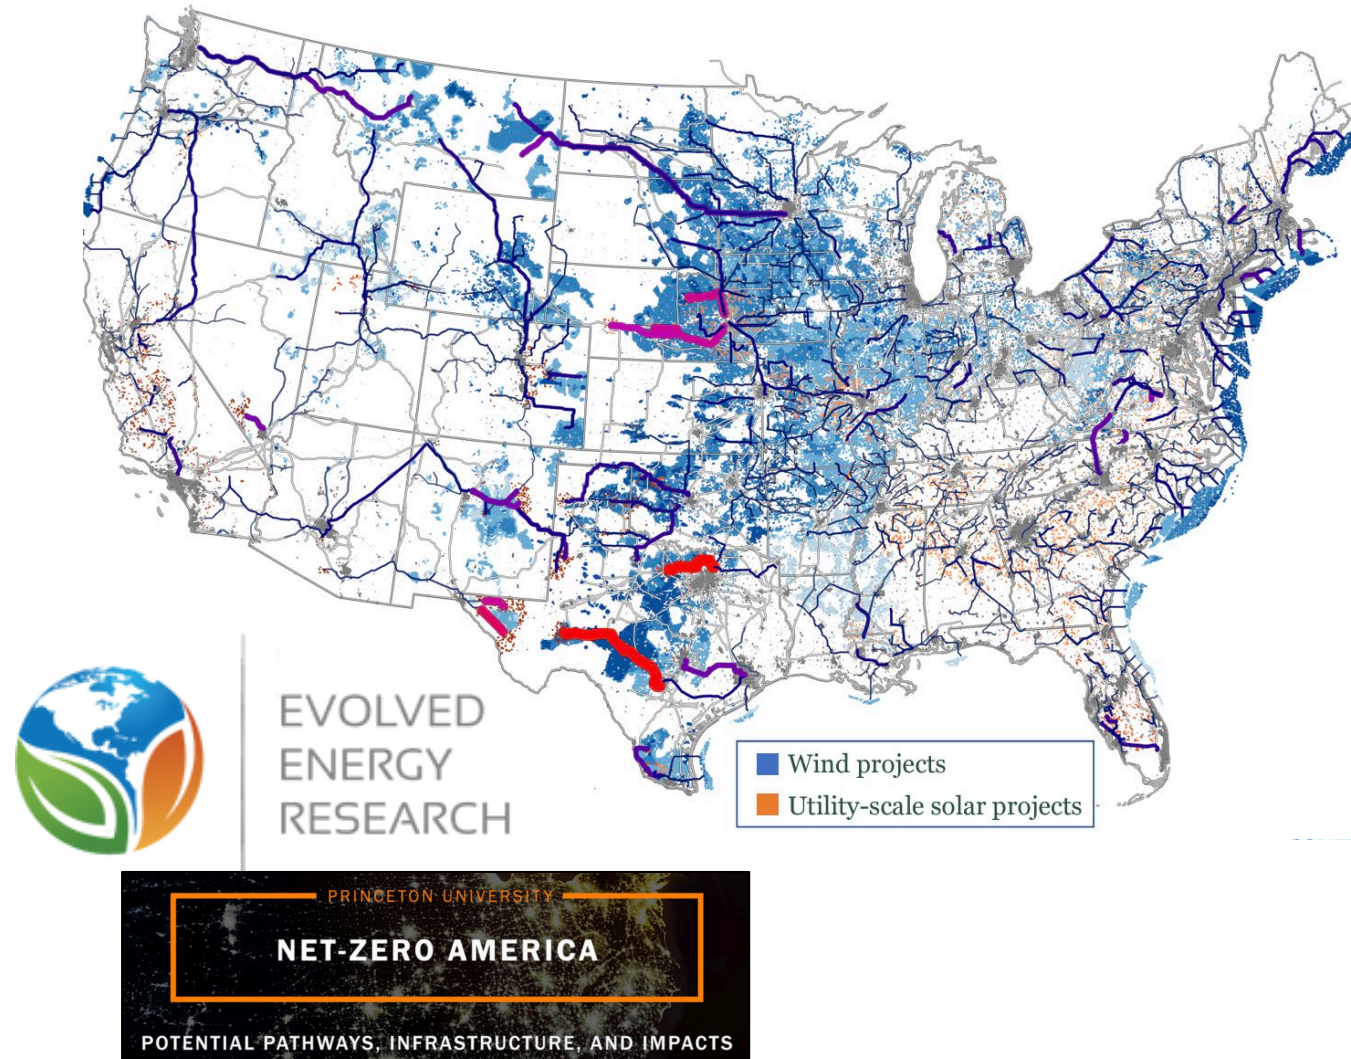 Wind projects
Utility-scale solar projects
EVOLVED
ENERGY
RESEARCH
PRINCETON UNIVERSITY
NET-ZERO AMERICA
POTENTIAL PATHWAYS, INFRASTRUCTURE, AND IMPACTS